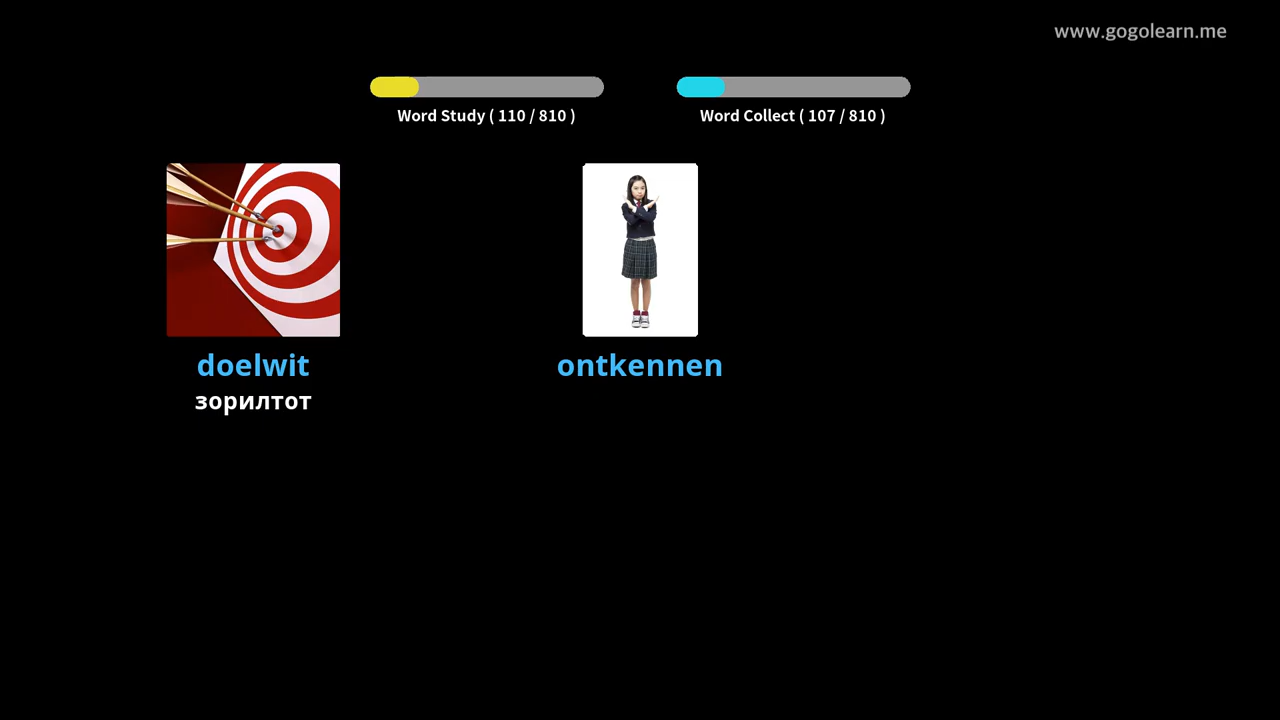 www.gogolearn.me
Word Study ( 110 / 810 )
Word Collect ( 107 / 810 )
doelwit
зорилтот
ontkennen